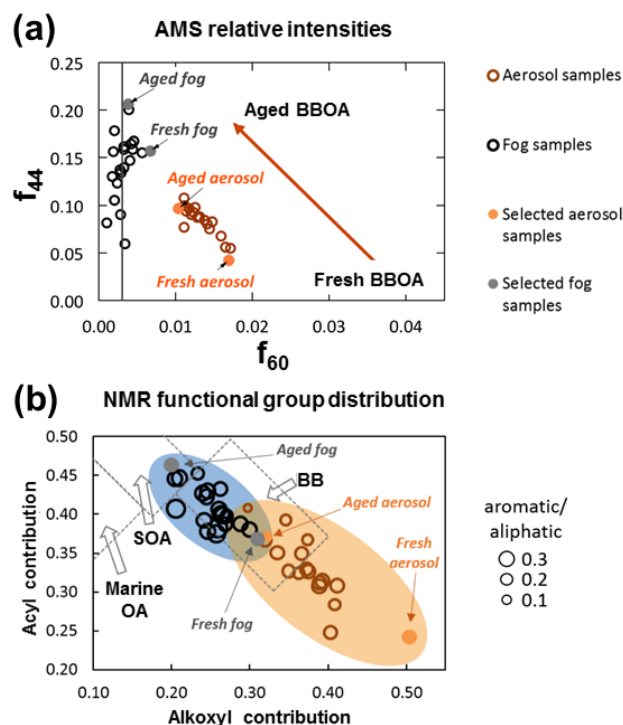 (a)
AMS relative intensities
0.25
0.20
0.15
0.10
0.05
0.00
f44
0.00
0.01
0.02
0.03
0.04
f60
Aged fog
Fresh fog
Aged aerosol
Fresh aerosol
Aged BBOA
Fresh BBOA
Aerosol samples
Fog samples
Selected aerosol
samples
Selected fog
samples
(b)
NMR functional group distribution
0.50
0.45
0.40
0.35
0.30
0.25
0.20
Acyl contribution
0.10
0.20
0.30
0.40
0.50
Alkoxyl contribution
Aged fog
BB
Aged aerosol
SOA
Fresh
aerosol
Marine
OA
Fresh fog
aromatic/
aliphatic
0.3
0.2
0.1